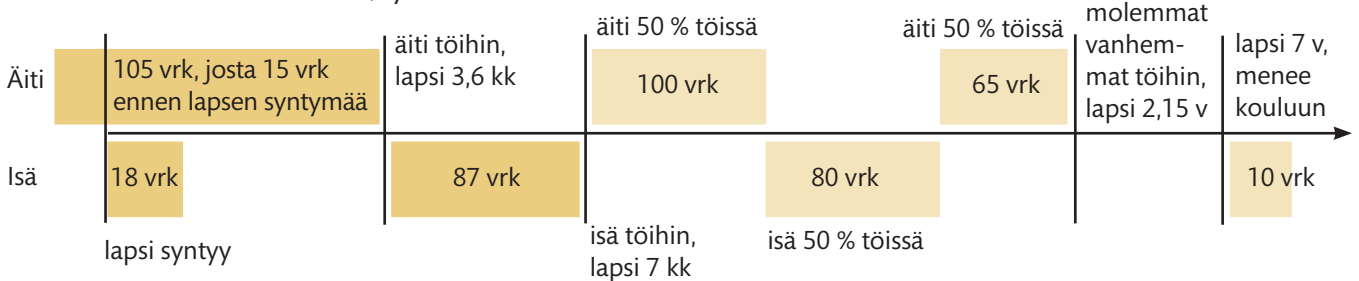 Äiti
105 vrk, josta 15 vrk
ennen lapsen syntymää
äiti töihin,
lapsi 3,6 kk
äiti 50 % töissä
100 vrk
äiti 50 % töissä
65 vrk
molemmat
vanhem-
mat töihin,
lapsi 2,15 v
lapsi 7 v,
menee
kouluun
Isä
18 vrk
87 vrk
80 vrk
10 vrk
lapsi syntyy
isä töihin,
lapsi 7 kk
isä 50 % töissä